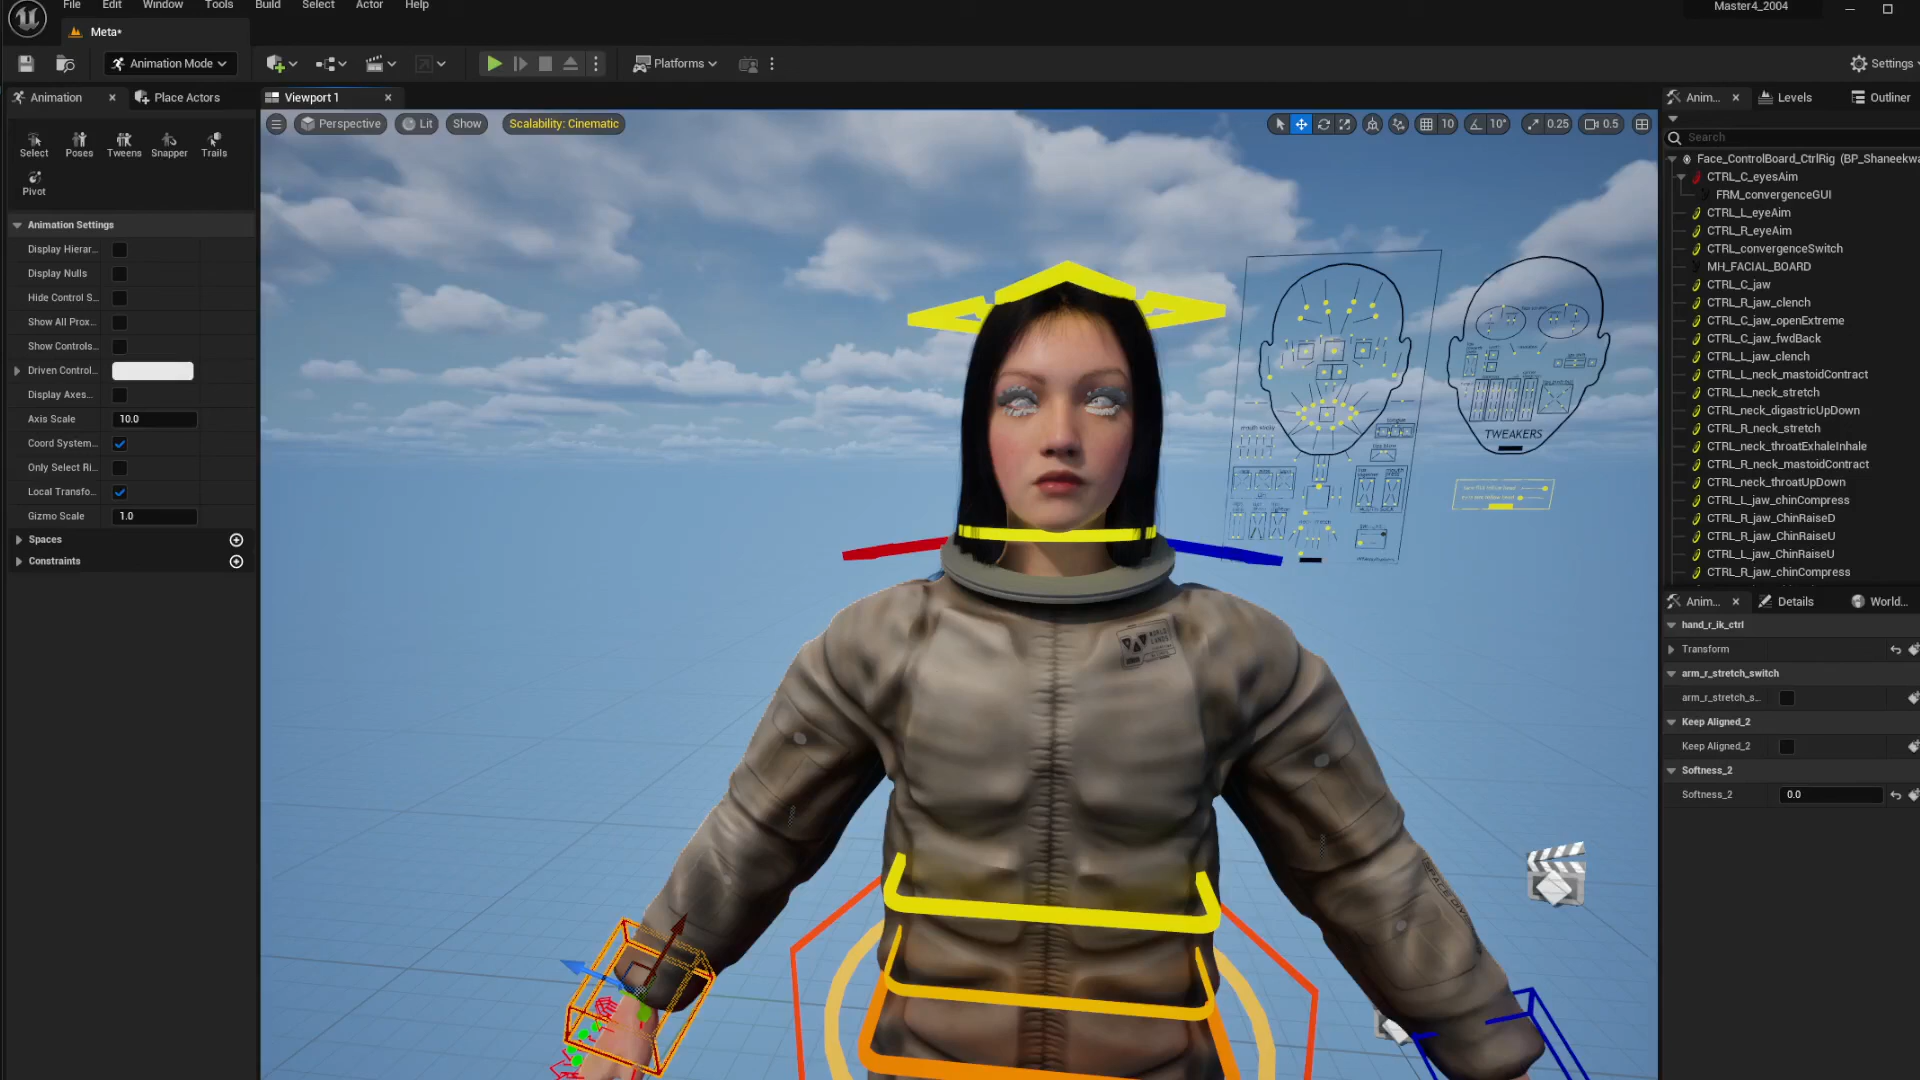 File Edit Window Tools Build Select Actor Help
Master4_2004
Meta*
Animation Mode
Platforms
Settings
Animation
Place Actors
Viewport 1
Anim...
Levels
Outliner
Perspective
Lit
Show
Scalability: Cinematic
10
10°
0.25
0.5
Search
Select
Poses
Tweens
Snapper
Trails
Pivot
Animation Settings
Display Hierar...
Display Nulls
Hide Control S...
Show All Prox...
Show Controls...
Driven Control...
Display Axes...
Axis Scale
10.0
Coord System...
Only Select Ri...
Local Transfo...
Gizmo Scale
1.0
Spaces
Constraints
TWEAKERS
WORLD
LANDS
SPACE DIV
Face_ControlBoard_CtrlRig (BP_Shaneekwa
CTRL_C_eyesAim
FRM_convergenceGUI
CTRL_L_eyeAim
CTRL_R_eyeAim
CTRL_convergenceSwitch
MH_FACIAL_BOARD
CTRL_C_jaw
CTRL_R_jaw_clench
CTRL_C_jaw_openExtreme
CTRL_C_jaw_fwdBack
CTRL_L_jaw_clench
CTRL_L_neck_mastoidContract
CTRL_L_neck_stretch
CTRL_neck_digastricUpDown
CTRL_R_neck_stretch
CTRL_neck_throatExhaleInhale
CTRL_R_neck_mastoidContract
CTRL_neck_throatUpDown
CTRL_L_jaw_chinCompress
CTRL_R_jaw_ChinRaiseD
CTRL_R_jaw_ChinRaiseU
CTRL_L_jaw_ChinRaiseU
CTRL_R_jaw_chinCompress
Anim...
Details
World...
hand_r_ik_ctrl
Transform
arm_r_stretch_switch
arm_r_stretch_s...
Keep Aligned_2
Keep Aligned_2
Softness_2
Softness_2
0.0